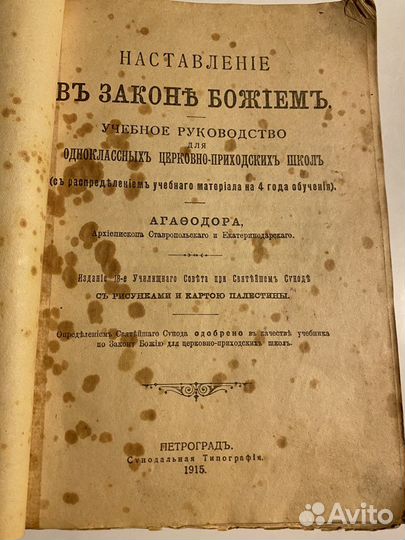 НАСТАВЛЕНІЕ
ВЪ ЗАКОНѢ БОЖІЕМЪ.
УЧЕБНОЕ РУКОВОДСТВО
ДЛЯ
ОДНОКЛАССНЫХЪ ЦЕРКОВНО-ПРИХОДСКИХЪ ШКОЛЪ
(съ распредѣленіемъ учебнаго матеріала на 4 года обученія).
АГАѲОДОРА,
Архіепископа Ставропольскаго и Екатеринодарскаго.
Изданіе 18-е Училищнаго Совѣта при Святѣйшемъ Сѵнодѣ
СЪ РИСУНКАМИ И КАРТОЮ ПАЛЕСТИНЫ.
Опредѣленіемъ Святѣйшаго Сѵнода одобрено въ качествѣ учебника
по Закону Божію для церковно-приходскихъ школъ.
ПЕТРОГРАДЪ.
Сѵнодальная Типографія.
1915.
Avito